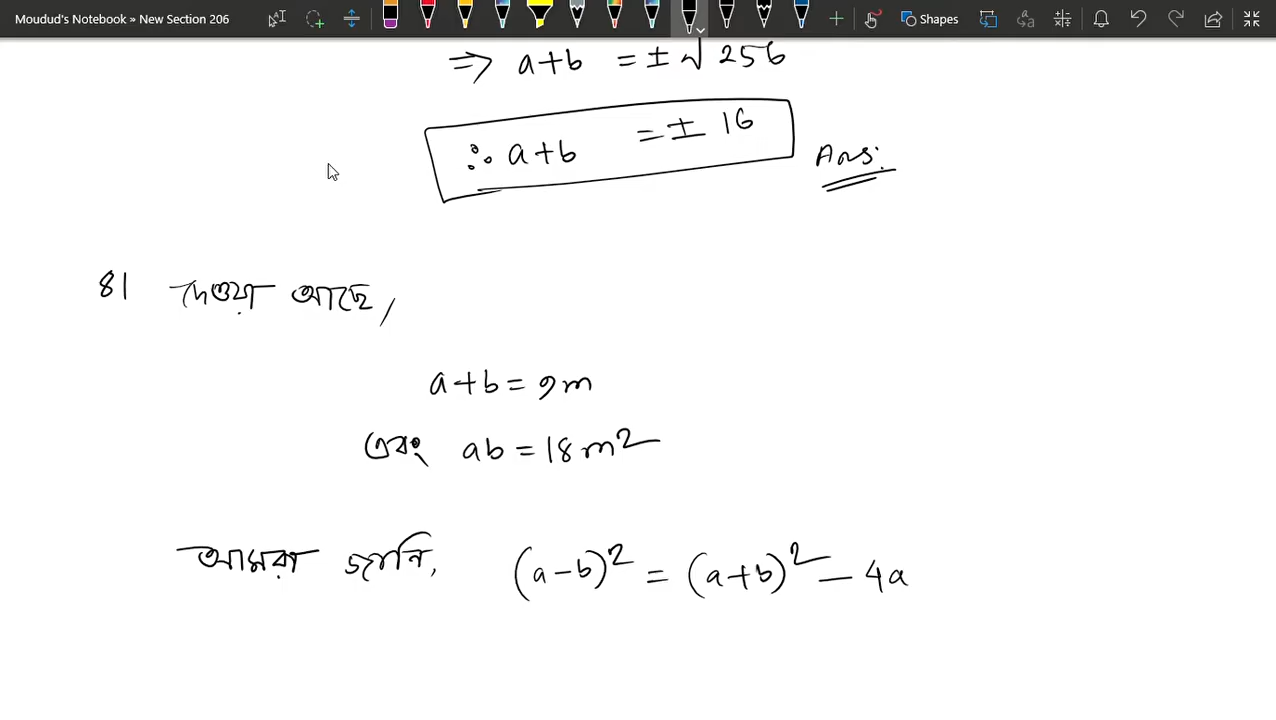 Moudud's Notebook » New Section 206
Shapes
⇒ a+b = ± √256
∴ a+b = ± 16
Ans:
81 দেওয়া আছে,
a+b = 9m
এবং ab = 18m²
আমরা জানি, (a-b)² = (a+b)² - 4a